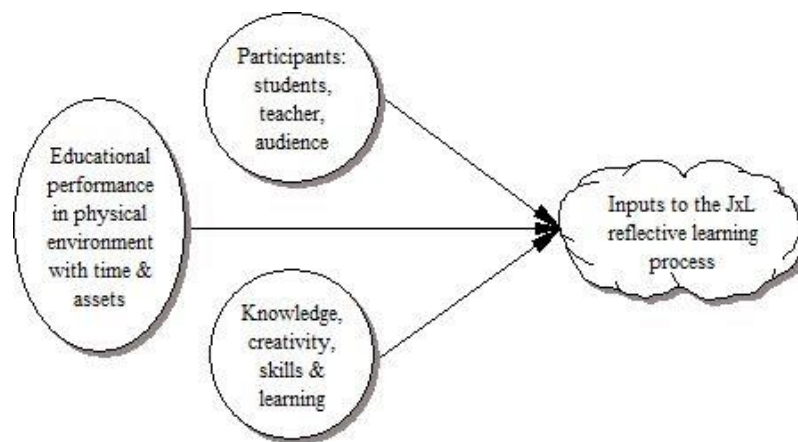 Participants:
students,
teacher,
audience
Educational
performance
in physical
environment
with time &
assets
Inputs to the JxL
reflective learning
process
Knowledge,
creativity,
skills &
learning